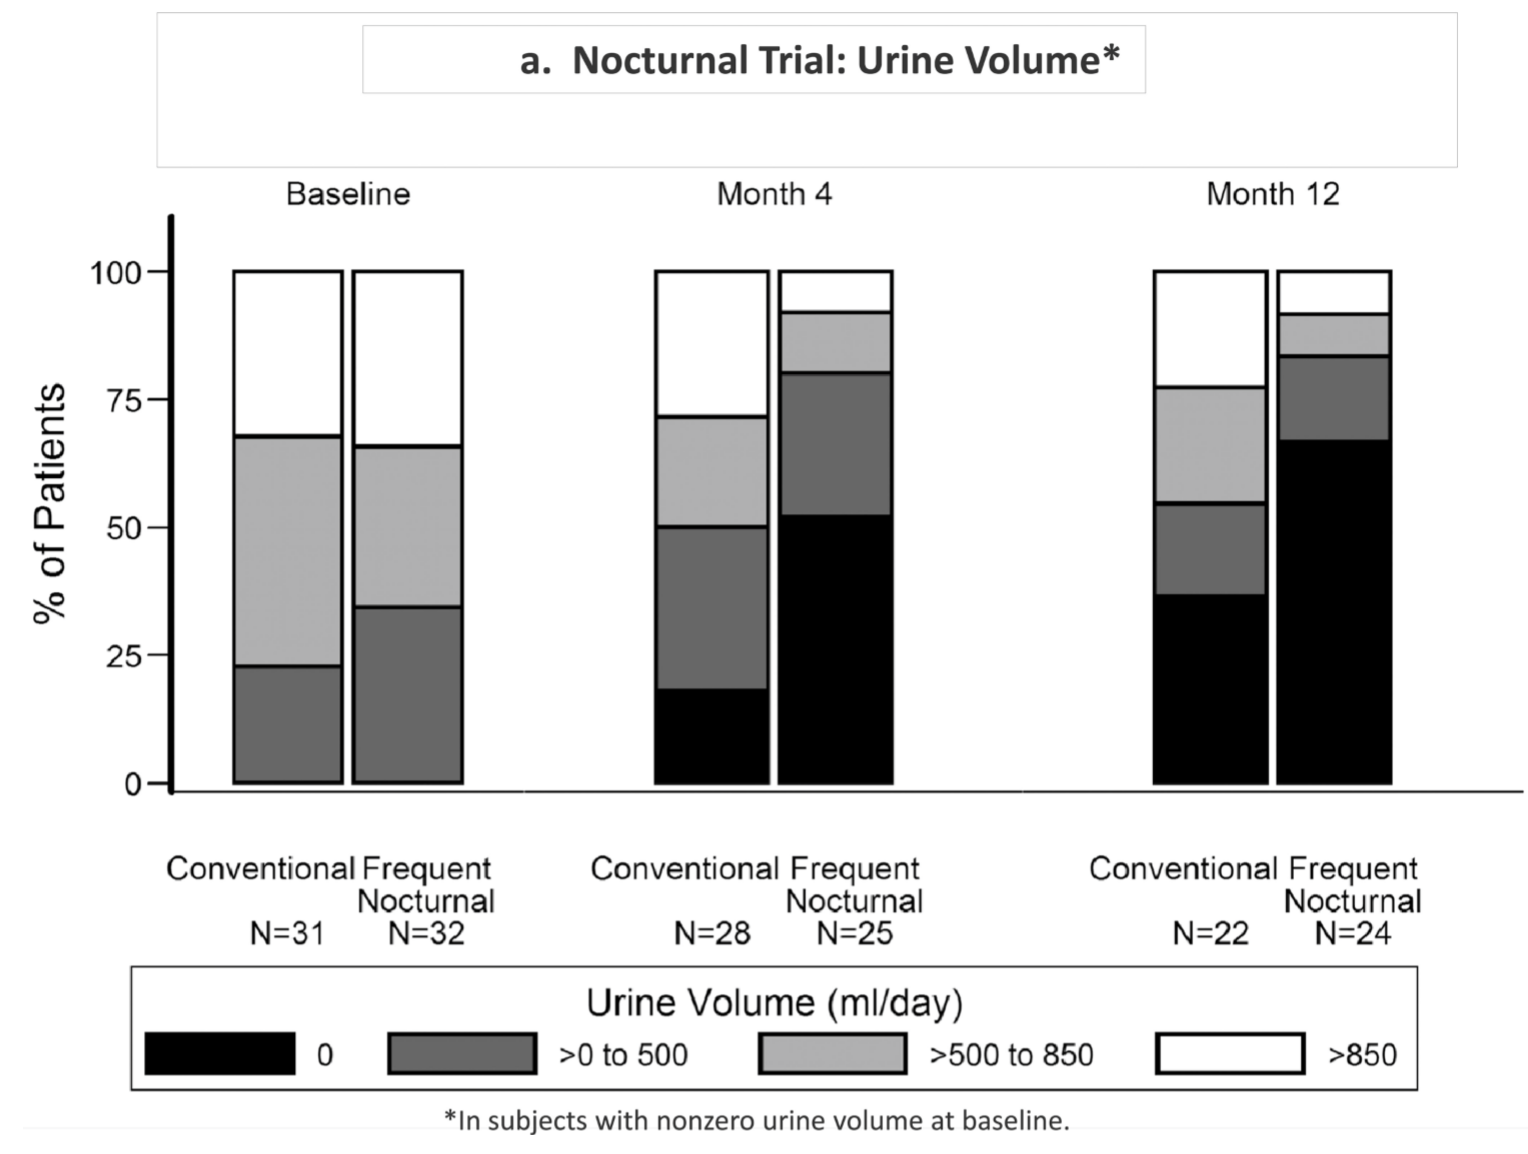 a. Nocturnal Trial: Urine Volume*
Baseline
Month 4
Month 12
% of Patients
100
75
50
25
0
Conventional Frequent
Nocturnal
N=31 N=32
Conventional Frequent
Nocturnal
N=28 N=25
Conventional Frequent
Nocturnal
N=22 N=24
Urine Volume (ml/day)
0 >0 to 500 >500 to 850 >850
*In subjects with nonzero urine volume at baseline.